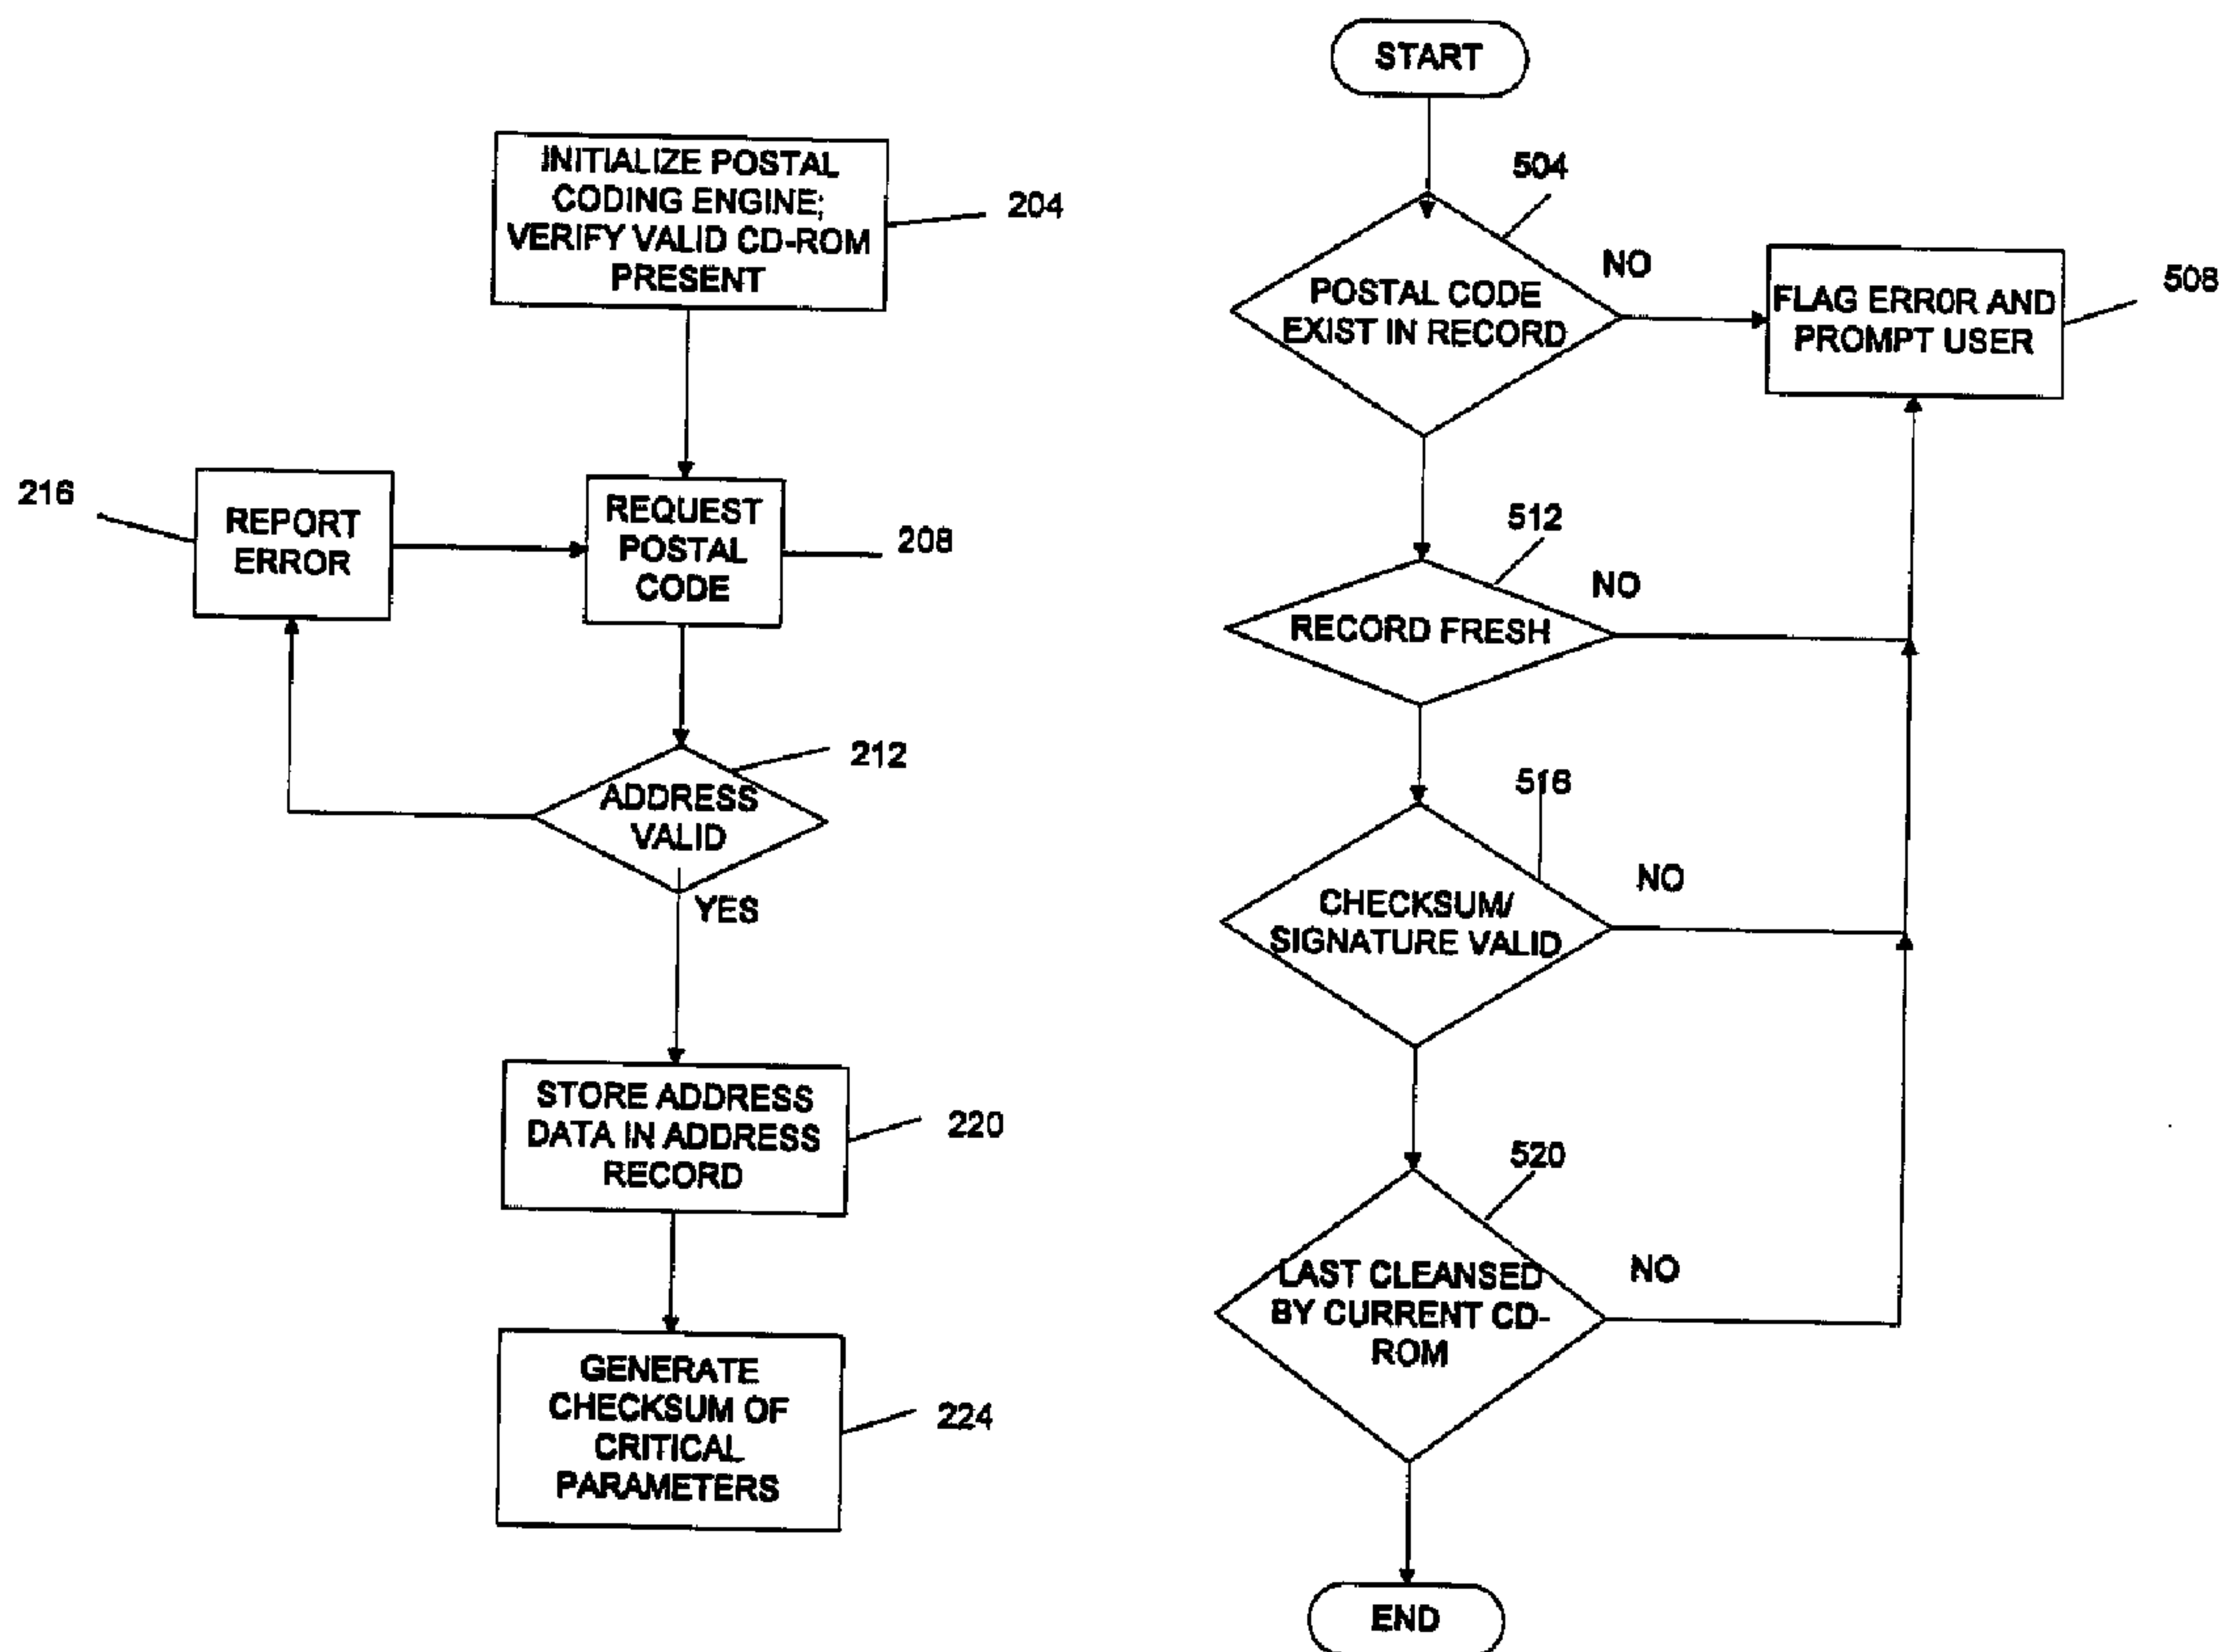 INITIALIZE POSTAL
CODING ENGINE;
VERIFY VALID CD-ROM
PRESENT
204
REQUEST
POSTAL
CODE
208
216
REPORT
ERROR
212
ADDRESS
VALID
YES
STORE ADDRESS
DATA IN ADDRESS
RECORD
220
GENERATE
CHECKSUM OF
CRITICAL
PARAMETERS
224
START
504
POSTAL CODE
EXIST IN RECORD
NO
FLAG ERROR AND
PROMPT USER
508
512
RECORD FRESH
NO
516
CHECKSUM/
SIGNATURE VALID
NO
520
LAST CLEANSED
BY CURRENT CD-
ROM
NO
END